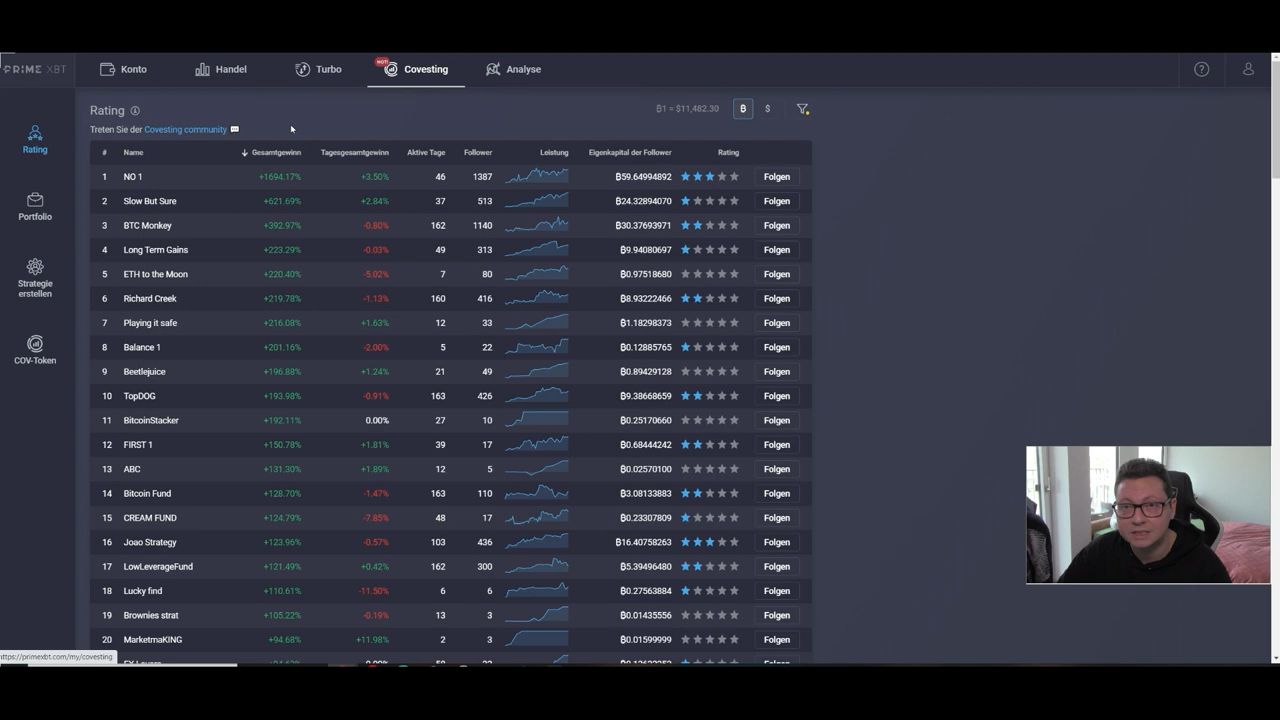 PRIME XBT Konto Handel Turbo HOT! Covesting Analyse
Rating
Treten Sie der Covesting community
฿1 = $11,482.30 ฿ $
Rating
Portfolio
Strategie
erstellen
COV-Token
# Name Gesamtgewinn Tagesgesamtgewinn Aktive Tage Follower Leistung Eigenkapital der Follower Rating
1 NO 1 +1694.17% +3.50% 46 1387 ฿59.64994892 Folgen
2 Slow But Sure +621.69% +2.84% 37 513 ฿24.32894070 Folgen
3 BTC Monkey +392.97% -0.80% 162 1140 ฿30.37693971 Folgen
4 Long Term Gains +223.29% -0.03% 49 313 ฿9.94080697 Folgen
5 ETH to the Moon +220.40% -5.02% 7 80 ฿0.97518680 Folgen
6 Richard Creek +219.78% -1.13% 160 416 ฿8.93222466 Folgen
7 Playing it safe +216.08% +1.63% 12 33 ฿1.18298373 Folgen
8 Balance 1 +201.16% -2.00% 5 22 ฿0.12885765 Folgen
9 Beetlejuice +196.88% +1.24% 21 49 ฿0.89429128 Folgen
10 TopDOG +193.98% -0.91% 163 426 ฿9.38668659 Folgen
11 BitcoinStacker +192.11% 0.00% 27 10 ฿0.25170660 Folgen
12 FIRST 1 +150.78% +1.81% 39 17 ฿0.68444242 Folgen
13 ABC +131.30% +1.89% 12 5 ฿0.02570100 Folgen
14 Bitcoin Fund +128.70% -1.47% 163 110 ฿3.08133883 Folgen
15 CREAM FUND +124.79% -7.85% 48 17 ฿0.23307809 Folgen
16 Joao Strategy +123.96% -0.57% 103 436 ฿16.40758263 Folgen
17 LowLeverageFund +121.49% +0.42% 162 300 ฿5.39496480 Folgen
18 Lucky find +110.61% -11.50% 6 6 ฿0.27563884 Folgen
19 Brownies strat +105.22% -0.19% 13 3 ฿0.01435556 Folgen
20 MarketmaKING +94.68% +11.98% 2 3 ฿0.01599999 Folgen
https://primexbt.com/my/covesting